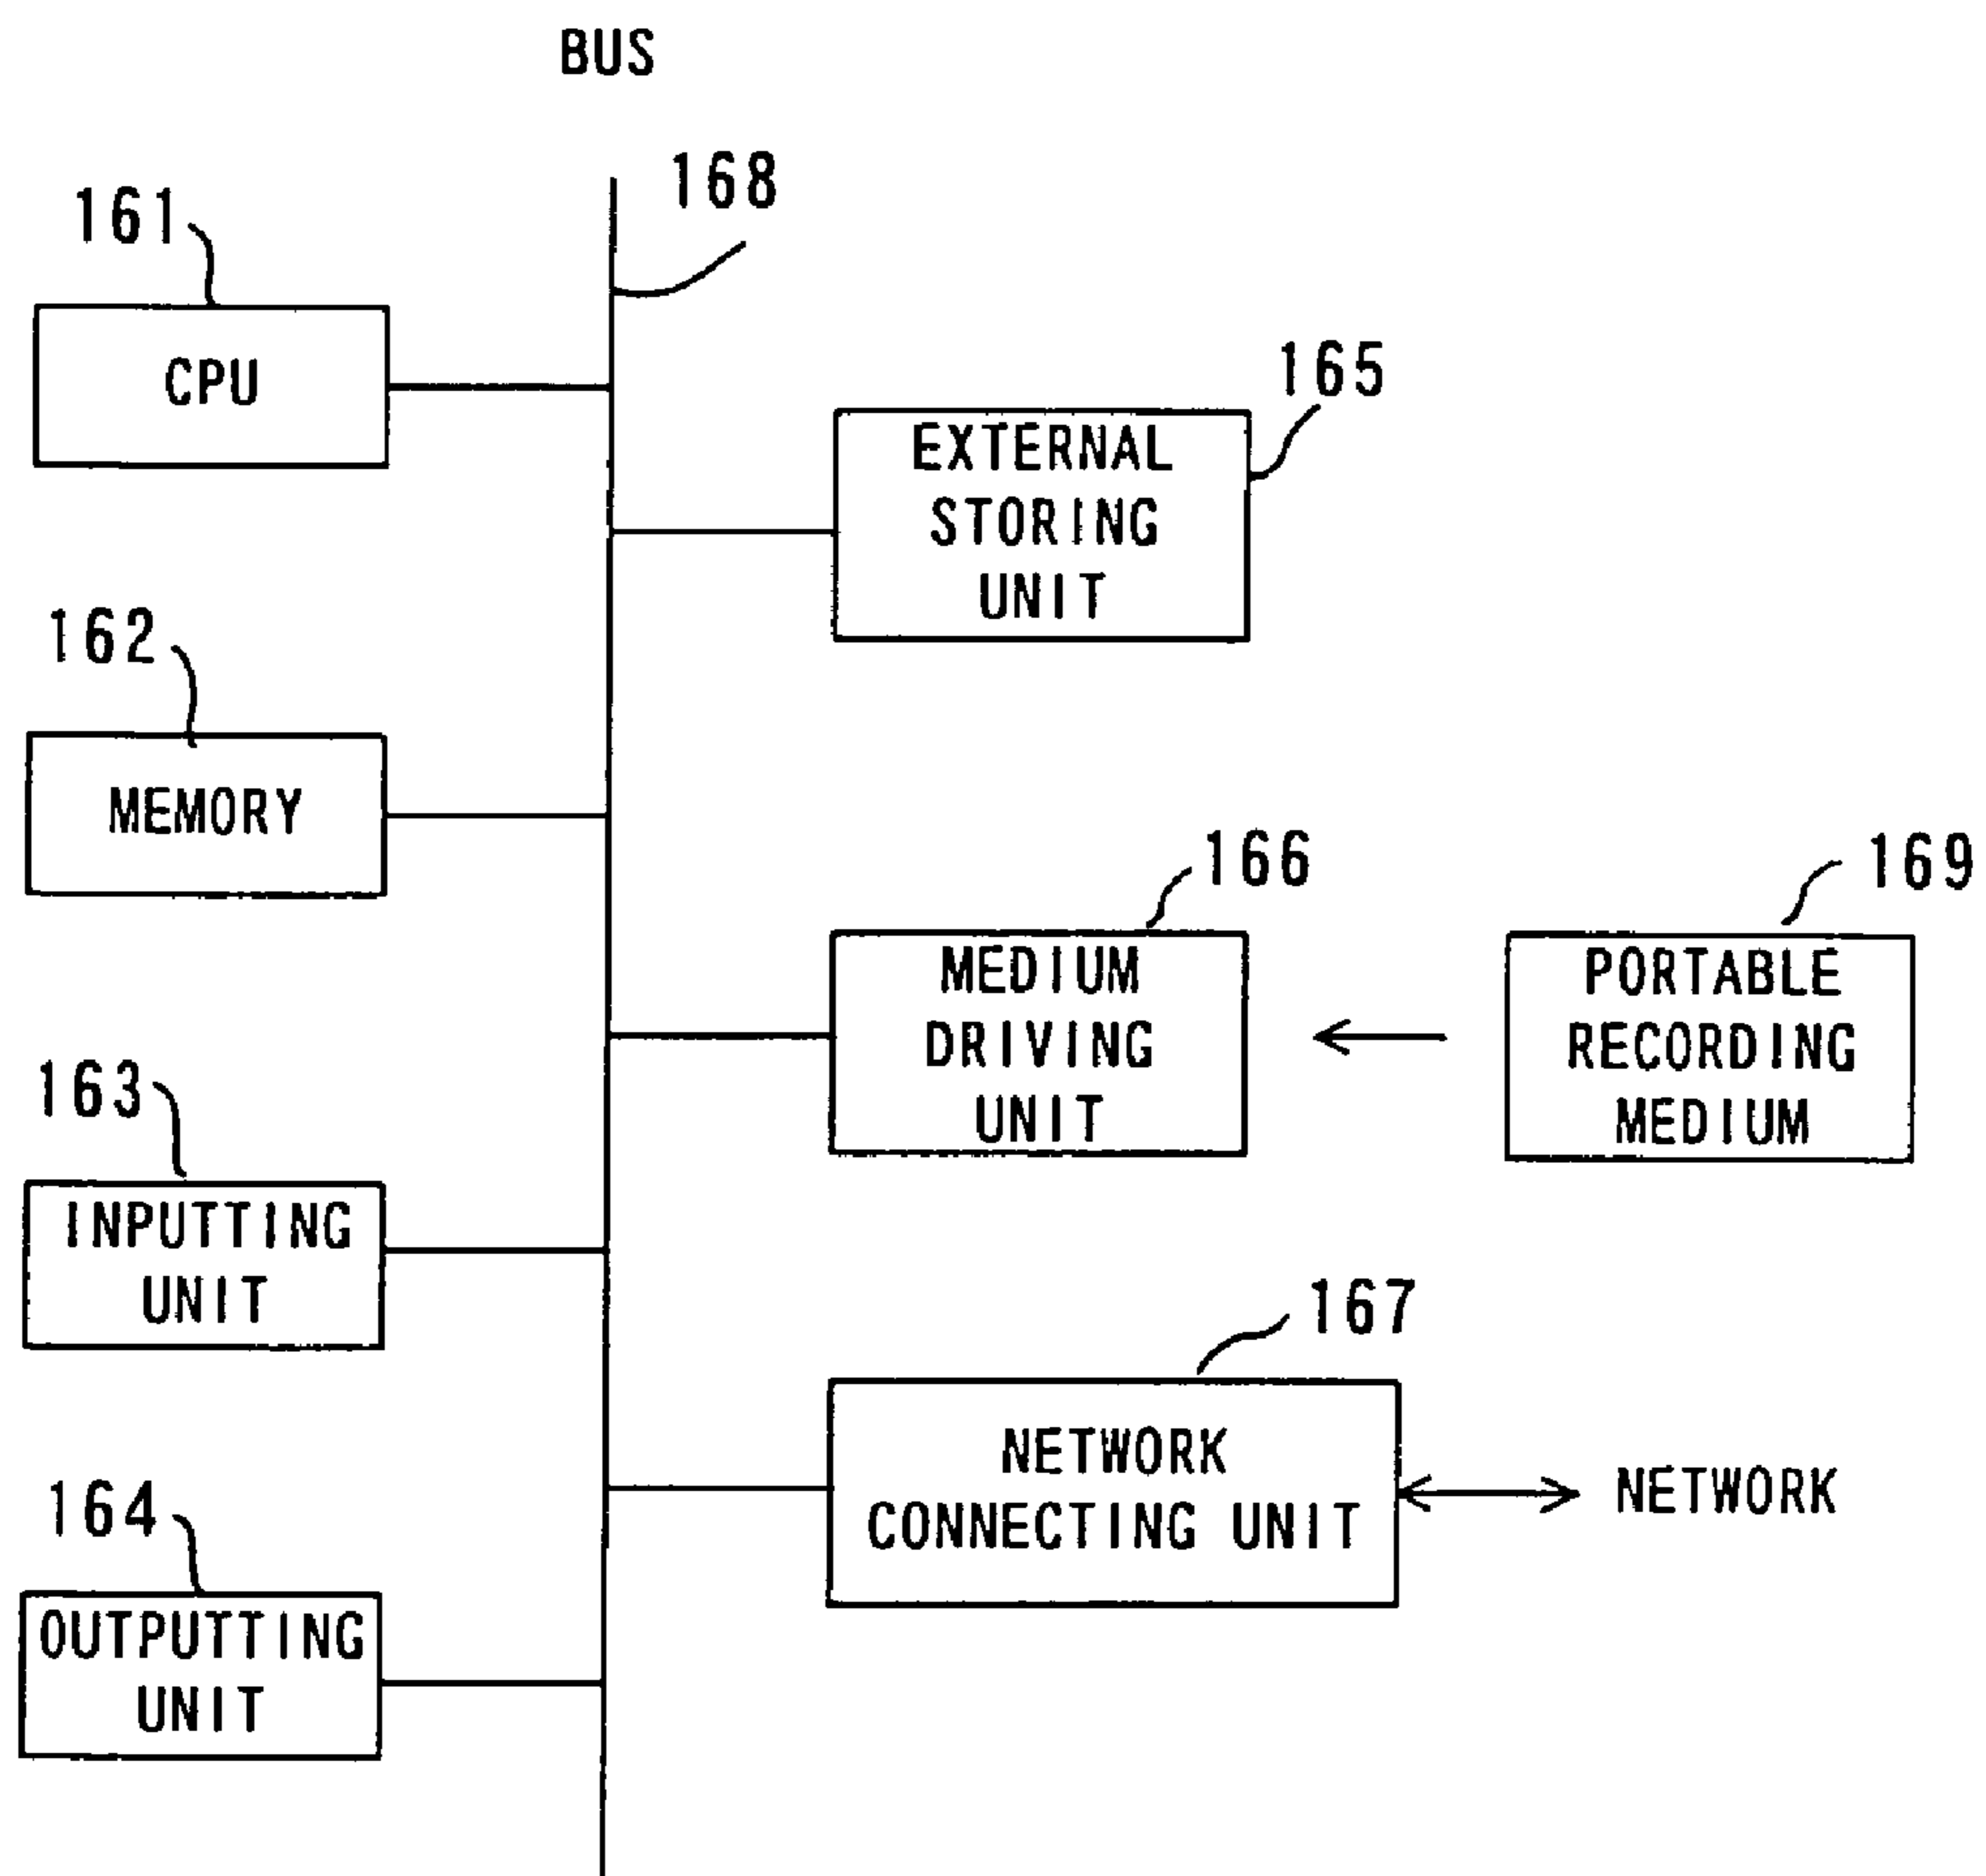 BUS
168
161
CPU
165
EXTERNAL
STORING
UNIT
162
MEMORY
166
MEDIUM
DRIVING
UNIT
169
PORTABLE
RECORDING
MEDIUM
163
INPUTTING
UNIT
167
NETWORK
CONNECTING UNIT
NETWORK
164
OUTPUTTING
UNIT